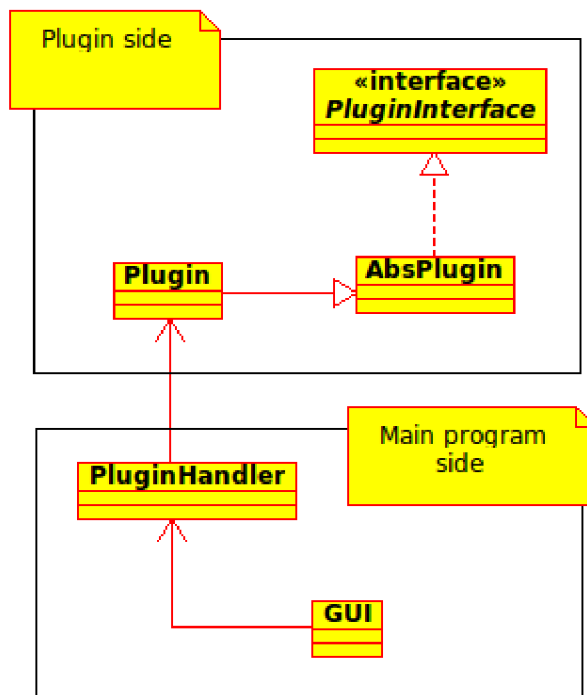 Plugin side
«interface»
PluginInterface
Plugin
AbsPlugin
Main program
side
PluginHandler
GUI